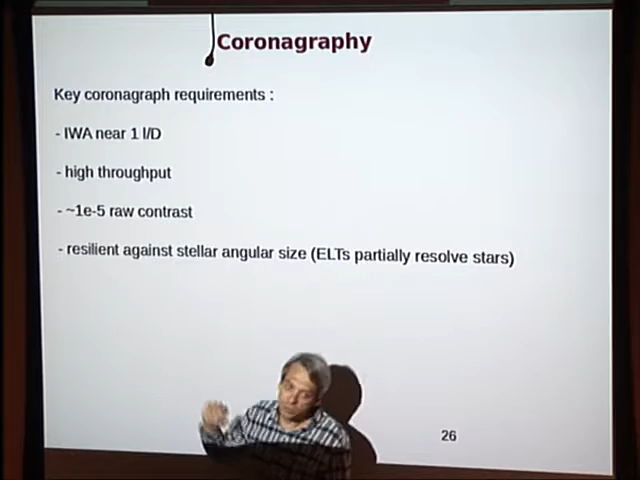 Coronagraphy
Key coronagraph requirements :
- IWA near 1 l/D
- high throughput
- ~1e-5 raw contrast
- resilient against stellar angular size (ELTs partially resolve stars)
26